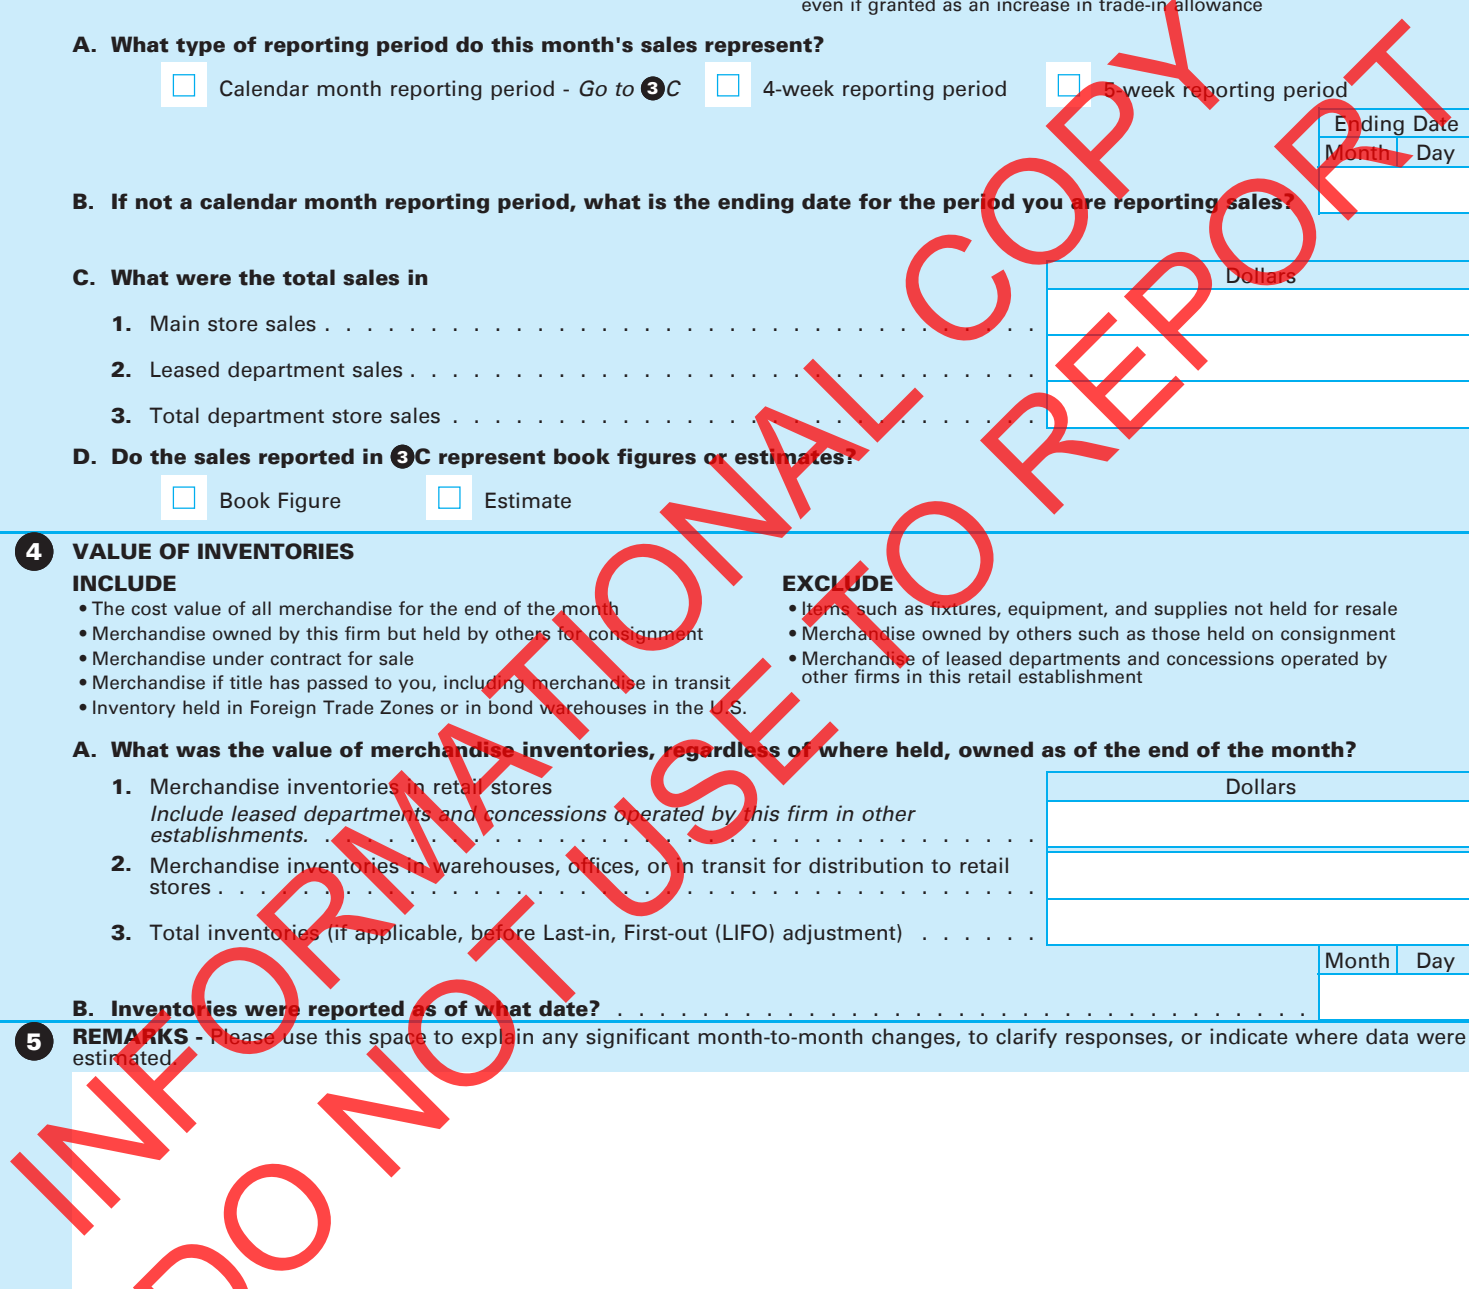 even if granted as an increase in trade-in allowance
A. What type of reporting period do this month's sales represent?
Calendar month reporting period - Go to 3C
4-week reporting period
5-week reporting period
Ending Date
Month Day
B. If not a calendar month reporting period, what is the ending date for the period you are reporting sales?
C. What were the total sales in
Dollars
1. Main store sales . . . . . . . . . . . . . . . . . . . . . . . . . . . . . . . . . .
2. Leased department sales . . . . . . . . . . . . . . . . . . . . . . . . . . . . . .
3. Total department store sales . . . . . . . . . . . . . . . . . . . . . . . . . . . .
D. Do the sales reported in 3C represent book figures or estimates?
Book Figure
Estimate
4 VALUE OF INVENTORIES
INCLUDE
• The cost value of all merchandise for the end of the month
• Merchandise owned by this firm but held by others for consignment
• Merchandise under contract for sale
• Merchandise if title has passed to you, including merchandise in transit
• Inventory held in Foreign Trade Zones or in bond warehouses in the U.S.
EXCLUDE
• Items such as fixtures, equipment, and supplies not held for resale
• Merchandise owned by others such as those held on consignment
• Merchandise of leased departments and concessions operated by
other firms in this retail establishment
A. What was the value of merchandise inventories, regardless of where held, owned as of the end of the month?
Dollars
1. Merchandise inventories in retail stores
Include leased departments and concessions operated by this firm in other
establishments. . . . . . . . . . . . . . . . . . . . . . . . . . . . . . . . . . .
2. Merchandise inventories in warehouses, offices, or in transit for distribution to retail
stores . . . . . . . . . . . . . . . . . . . . . . . . . . . . . . . . . . . . . . .
3. Total inventories (if applicable, before Last-in, First-out (LIFO) adjustment) . . . . . .
Month Day
B. Inventories were reported as of what date? . . . . . . . . . . . . . . . . . . . . . . . . . . . . . . . . .
5 REMARKS - Please use this space to explain any significant month-to-month changes, to clarify responses, or indicate where data were
estimated.
INFORMATIONAL COPY
DO NOT USE TO REPORT